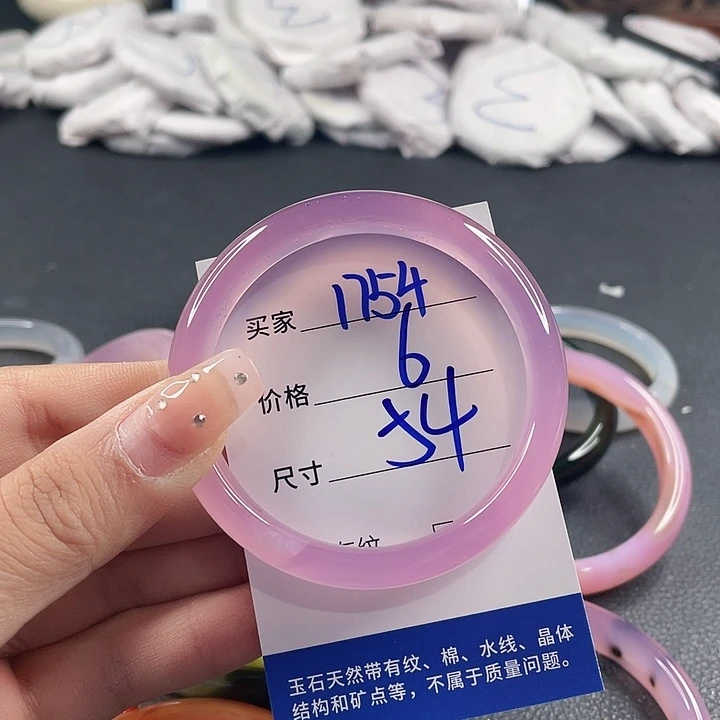 买家 1754
价格 6
尺寸 54
玉石天然带有纹、棉、水线、晶体
结构和矿点等，不属于质量问题。